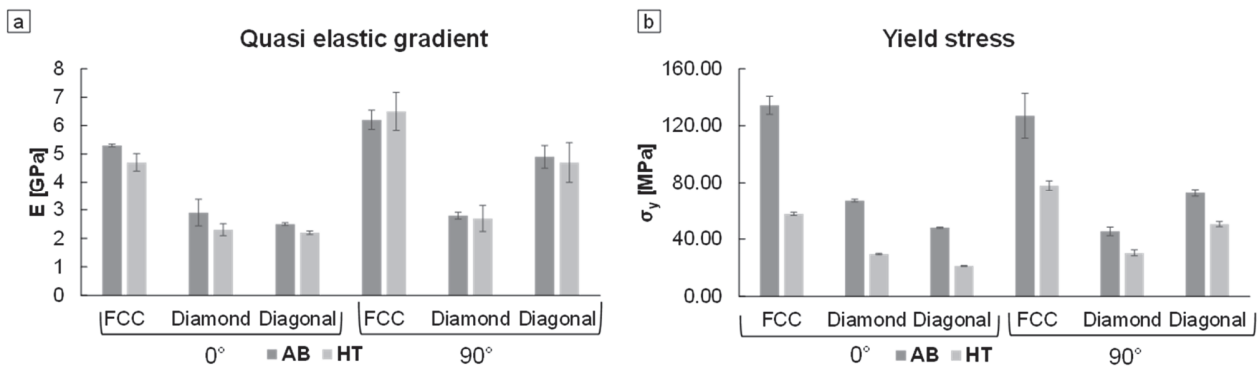 a
Quasi elastic gradient
E [GPa]
8
7
6
5
4
3
2
1
0
FCC Diamond Diagonal FCC Diamond Diagonal
0° AB HT 90°
b
Yield stress
σy [MPa]
160.00
120.00
80.00
40.00
0.00
FCC Diamond Diagonal FCC Diamond Diagonal
0° AB HT 90°